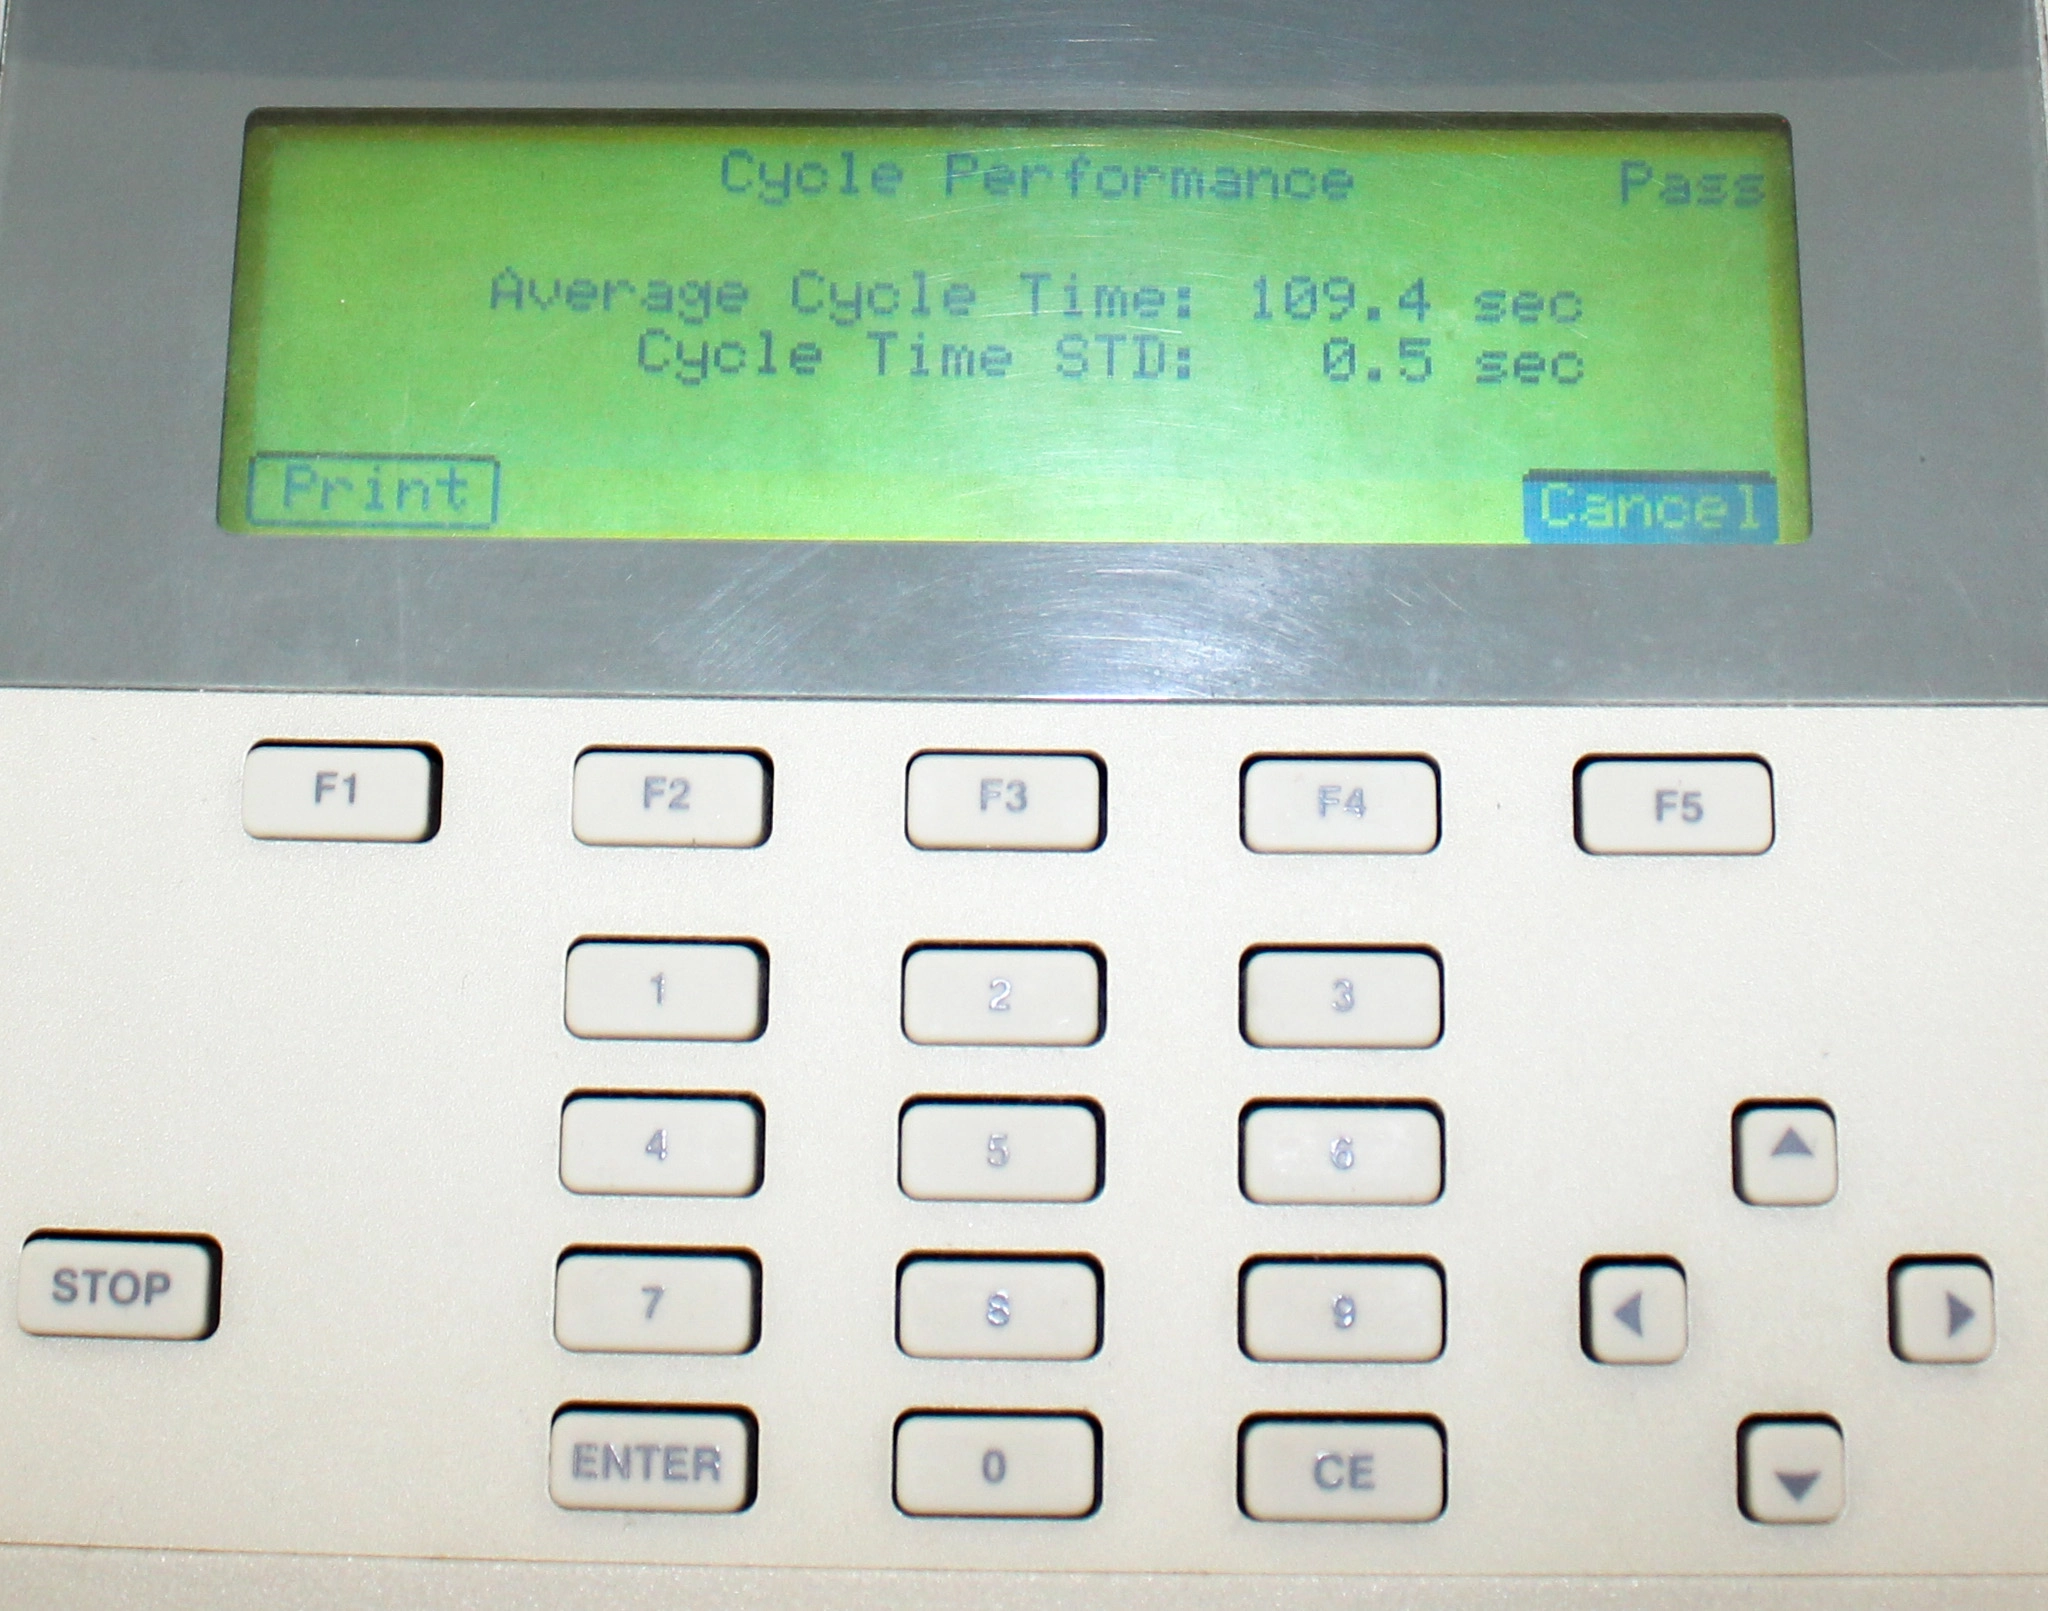 Cycle Performance Pass
Average Cycle Time: 109.4 sec
Cycle Time STD: 0.5 sec
Print Cancel
F1 F2 F3 F4 F5
1 2 3
4 5 6
STOP 7 8 9
ENTER 0 CE